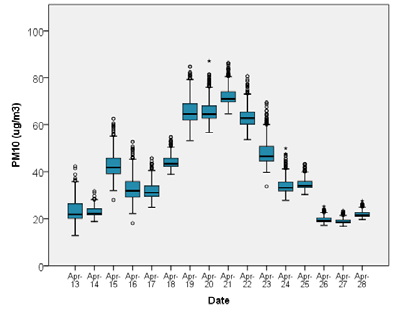 100
80
60
40
20
0
PM10 (ug/m3)
Apr-13
Apr-14
Apr-15
Apr-16
Apr-17
Apr-18
Apr-19
Apr-20
Apr-21
Apr-22
Apr-23
Apr-24
Apr-25
Apr-26
Apr-27
Apr-28
Date